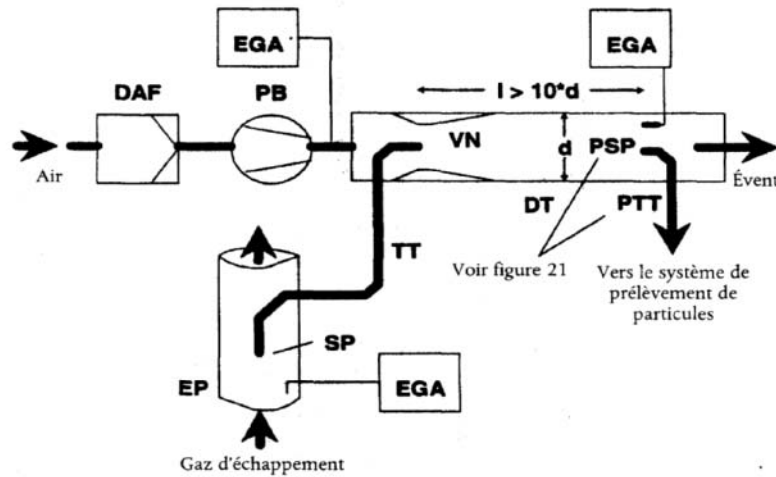 EGA
EGA
DAF
PB
l > 10*d
VN
d
PSP
Air
Évent
DT
PTT
TT
Voir figure 21
Vers le système de
prélèvement de
particules
SP
EP
EGA
Gaz d'échappement